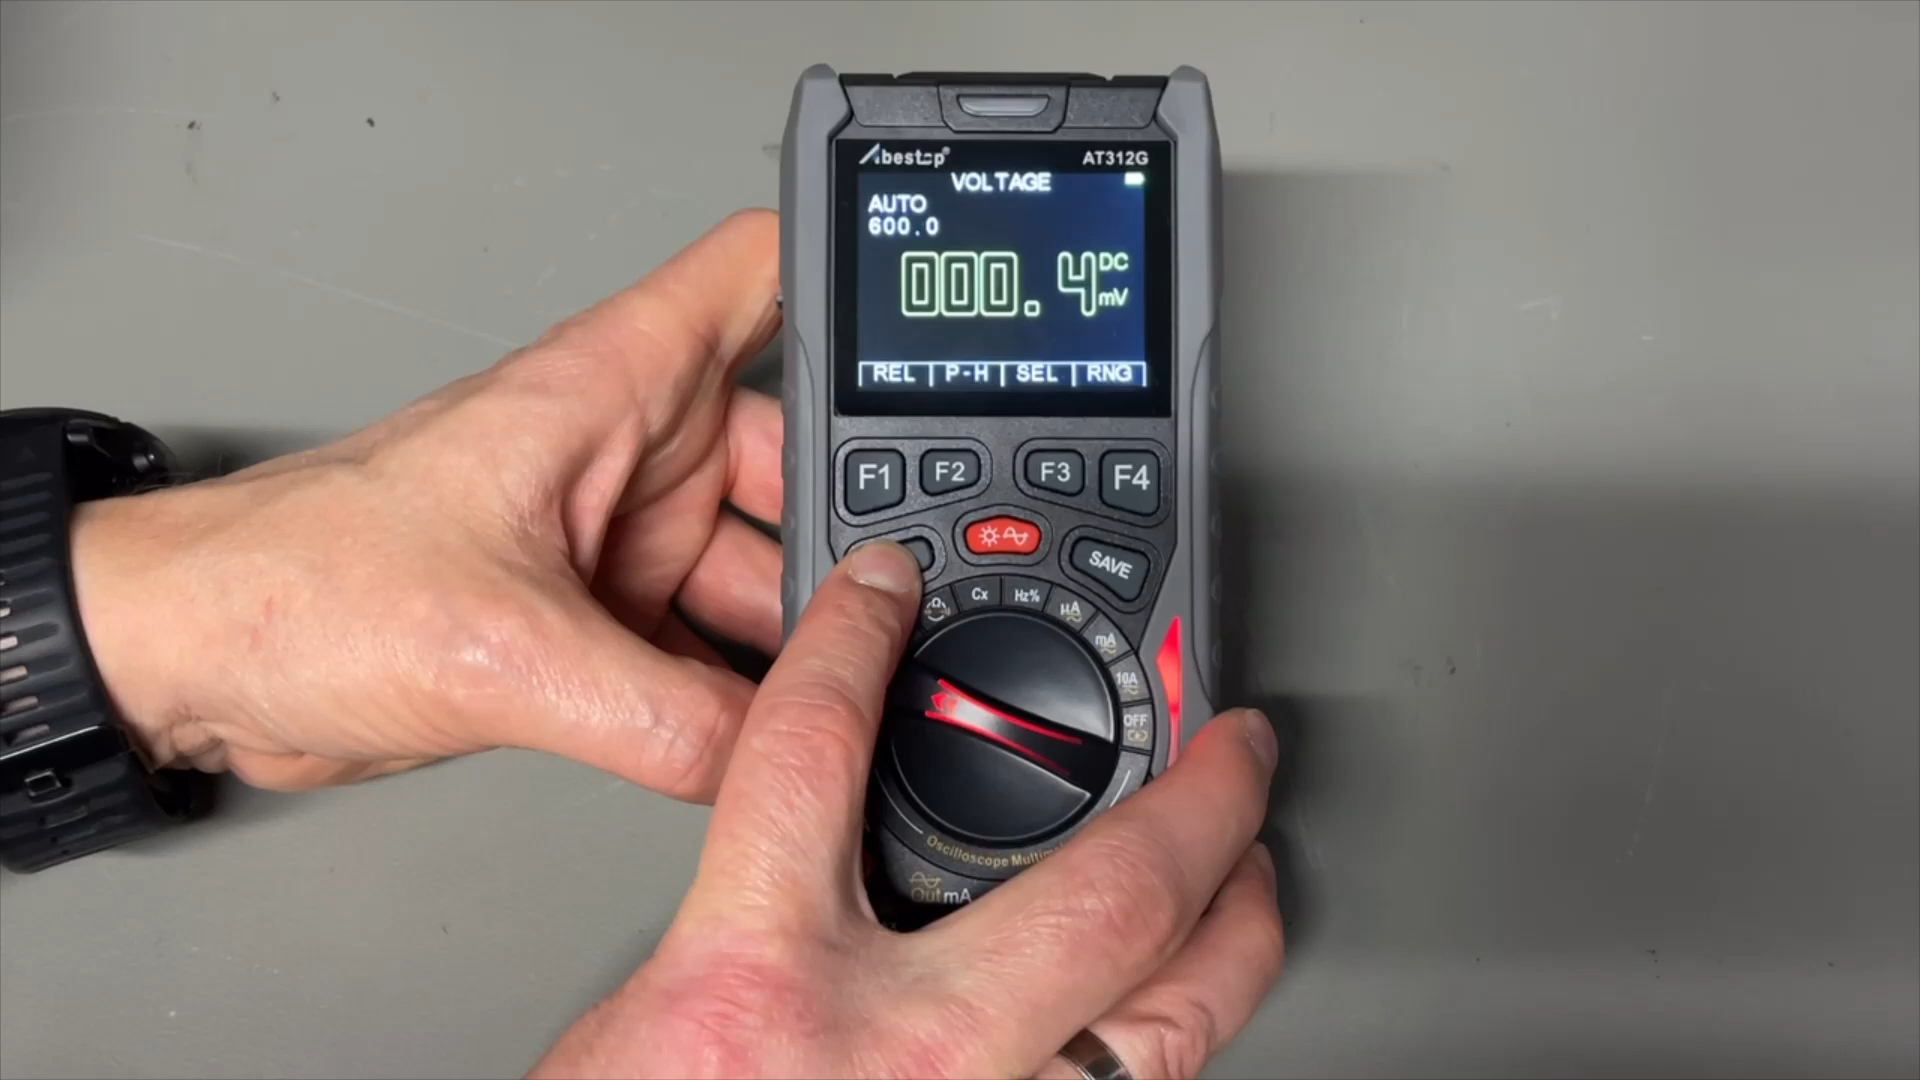 Abestop® AT312G
VOLTAGE
AUTO
600.0
000.4 DC
mV
REL P-H SEL RNG
F1 F2 F3 F4
SAVE
Ω Cx Hz% µA
mA
10A
OFF
Oscilloscope
Out mA